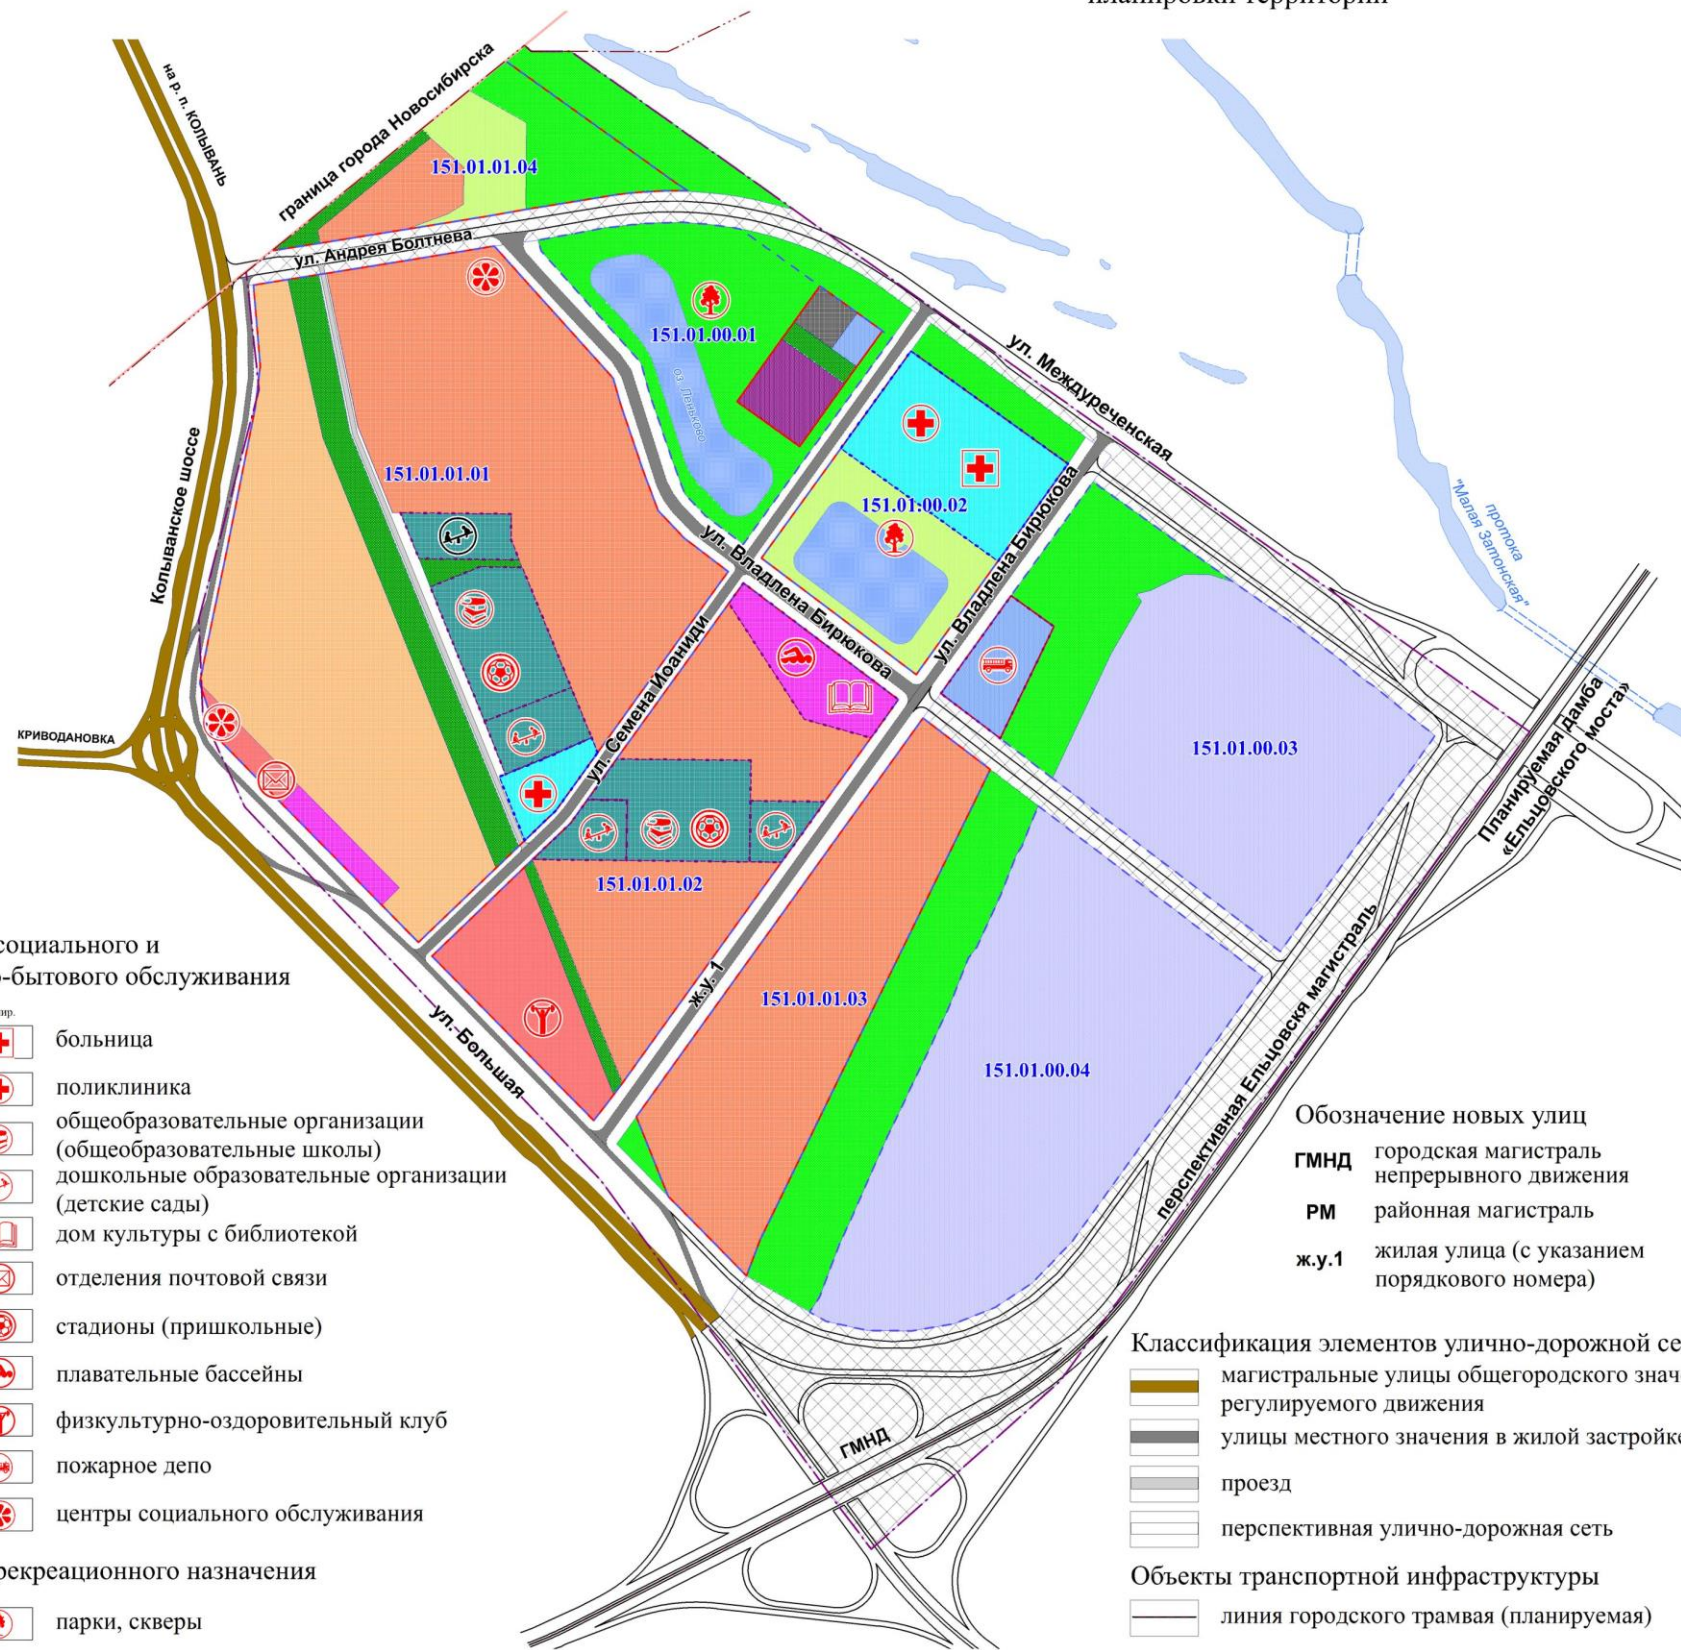 планировки территории
на р. п. КОЛЫВАНЬ
граница города Новосибирска
151.01.01.04
ул. Андрея Болтнева
151.01.00.01
оз. Паньково
ул. Междуреченская
Колыванское шоссе
151.01.01.01
151.01.00.02
ул. Владлена Бирюкова
ул. Владлена Бирюкова
протока
"Малая Затонская"
ул. Семена Иоаниди
КРИВОДАНОВКА
151.01.00.03
Планируемая дамба
«Ельцовского моста»
151.01.01.02
ж.у. 1
151.01.01.03
ул. Большая
151.01.00.04
перспективная Ельцовскя магистраль
ГМНД
социального и
о-бытового обслуживания
ир.
больница
поликлиника
общеобразовательные организации
(общеобразовательные школы)
дошкольные образовательные организации
(детские сады)
дом культуры с библиотекой
отделения почтовой связи
стадионы (пришкольные)
плавательные бассейны
физкультурно-оздоровительный клуб
пожарное депо
центры социального обслуживания
рекреационного назначения
парки, скверы
Обозначение новых улиц
ГМНД городская магистраль
непрерывного движения
РМ районная магистраль
ж.у.1 жилая улица (с указанием
порядкового номера)
Классификация элементов улично-дорожной се
магистральные улицы общегородского знач
регулируемого движения
улицы местного значения в жилой застройке
проезд
перспективная улично-дорожная сеть
Объекты транспортной инфраструктуры
линия городского трамвая (планируемая)